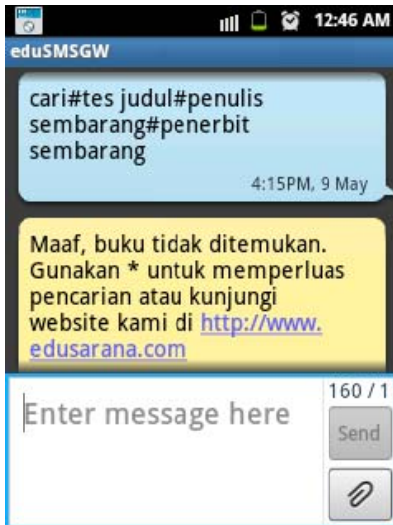 12:46 AM
eduSMSGW
cari#tes judul#penulis
sembarang#penerbit
sembarang
4:15PM, 9 May
Maaf, buku tidak ditemukan.
Gunakan * untuk memperluas
pencarian atau kunjungi
website kami di http://www.
edusarana.com
Enter message here
160 / 1
Send